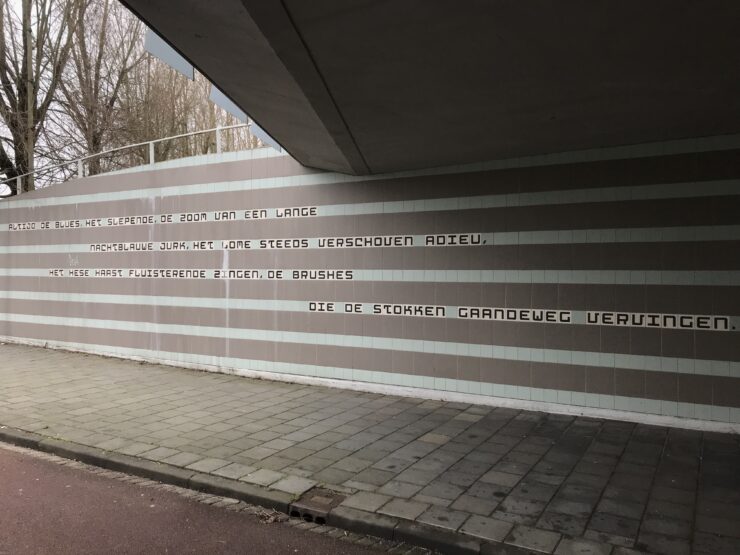 ALTIJD DE BLUES. HET SLEPENDE, DE ZOOM VAN EEN LANGE
NACHTBLAUWE JURK, HET LOME STEEDS VERSCHOVEN ADIEU,
HET HESE HAAST FLUISTERENDE ZINGEN, DE BRUSHES
DIE DE STOKKEN GAANDEWEG VERVINGEN.